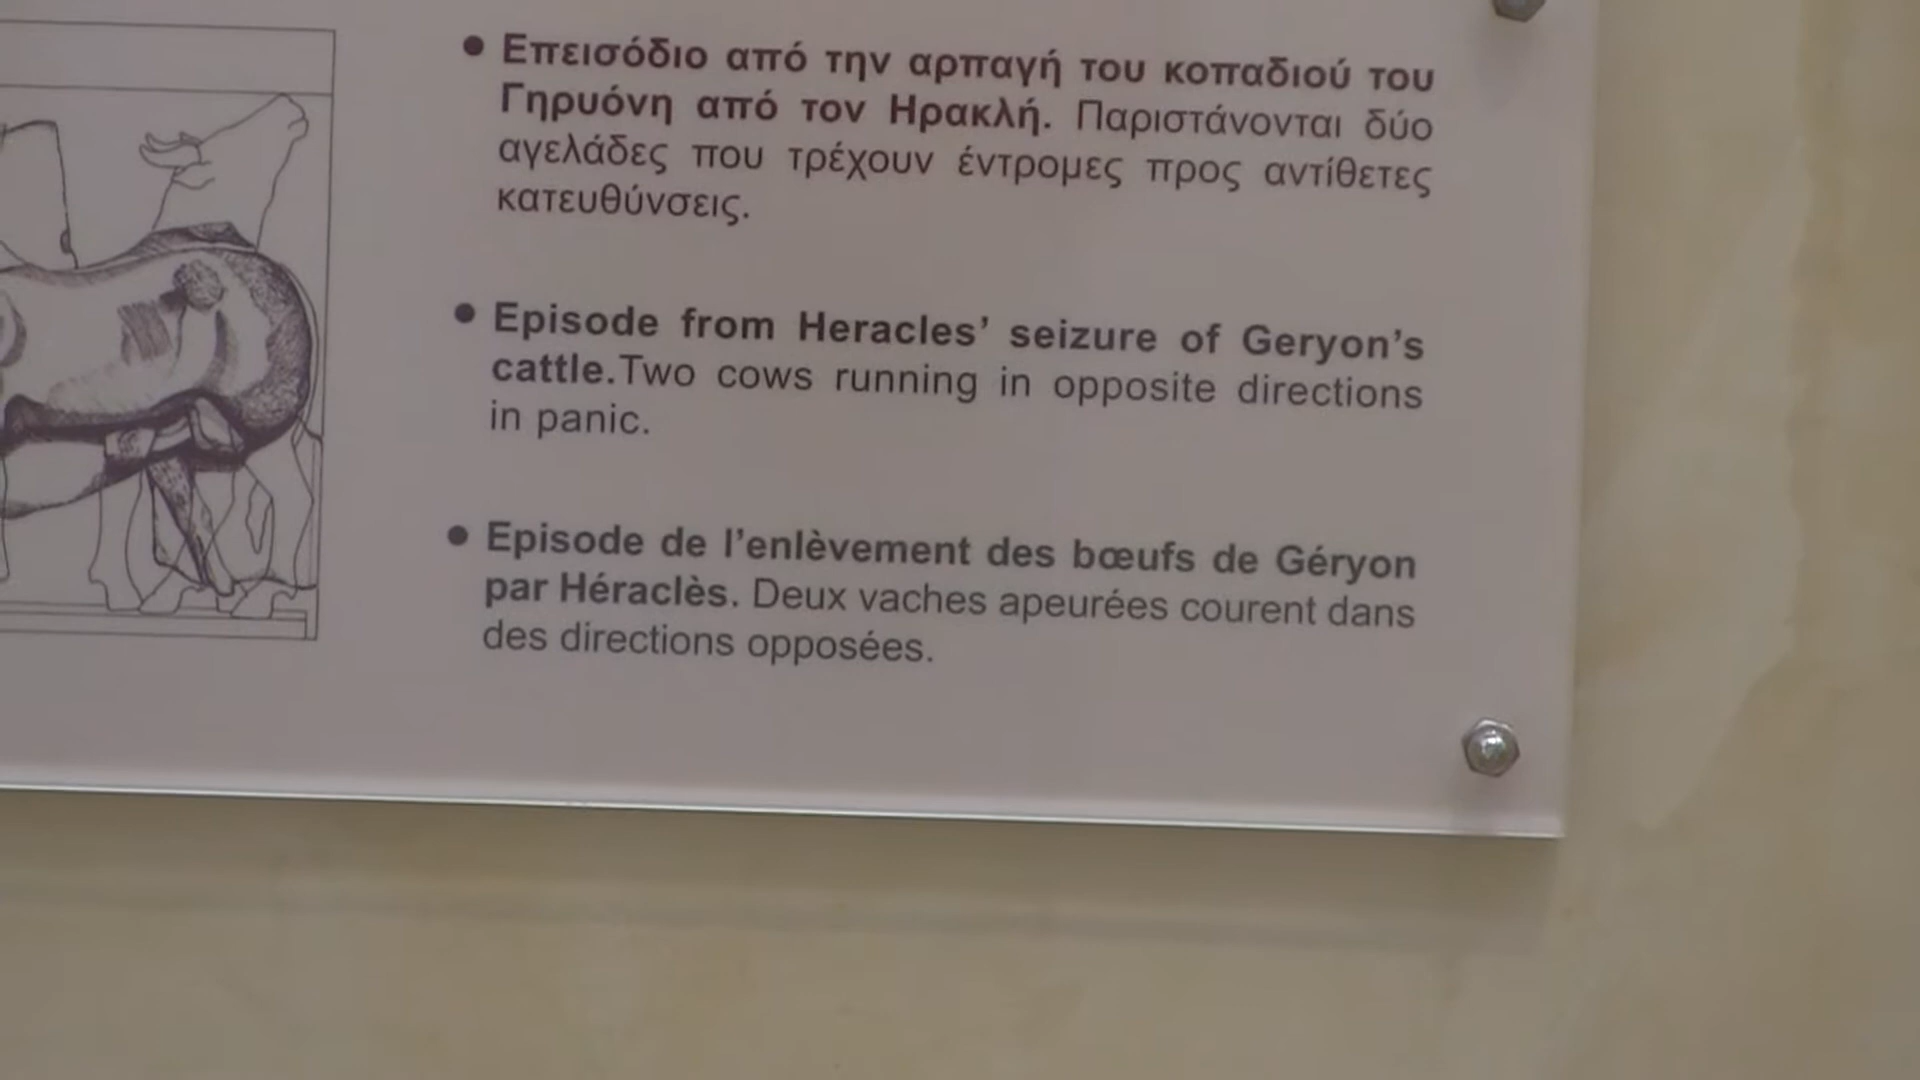 ● Επεισόδιο από την αρπαγή του κοπαδιού του
Γηρυόνη από τον Ηρακλή. Παριστάνονται δύο
αγελάδες που τρέχουν έντρομες προς αντίθετες
κατευθύνσεις.
● Episode from Heracles’ seizure of Geryon’s
cattle.Two cows running in opposite directions
in panic.
● Episode de l’enlèvement des bœufs de Géryon
par Héraclès. Deux vaches apeurées courent dans
des directions opposées.